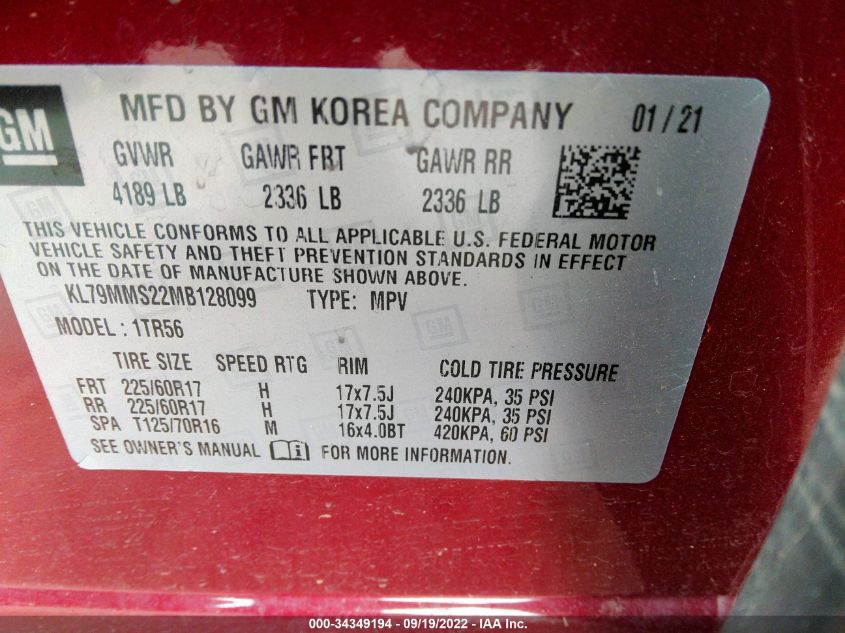 GM
MFD BY GM KOREA COMPANY 01/21
GVWR GAWR FRT GAWR RR
4189 LB 2336 LB 2336 LB
THIS VEHICLE CONFORMS TO ALL APPLICABLE U.S. FEDERAL MOTOR
VEHICLE SAFETY AND THEFT PREVENTION STANDARDS IN EFFECT
ON THE DATE OF MANUFACTURE SHOWN ABOVE.
KL79MMS22MB128099 TYPE: MPV
MODEL: 1TR56
TIRE SIZE SPEED RTG RIM COLD TIRE PRESSURE
FRT 225/60R17 H 17x7.5J 240KPA, 35 PSI
RR 225/60R17 H 17x7.5J 240KPA, 35 PSI
SPA T125/70R16 M 16x4.0BT 420KPA, 60 PSI
SEE OWNER'S MANUAL FOR MORE INFORMATION.
000-34349194 - 09/19/2022 - IAA Inc.